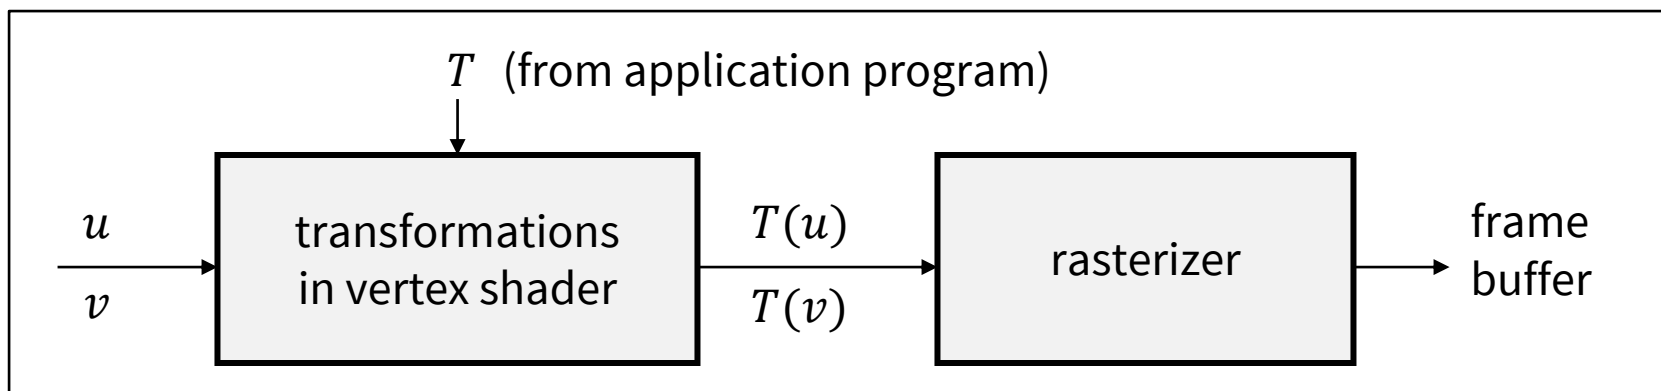 T (from application program)
u
v
transformations
in vertex shader
T(u)
T(v)
rasterizer
frame
buffer